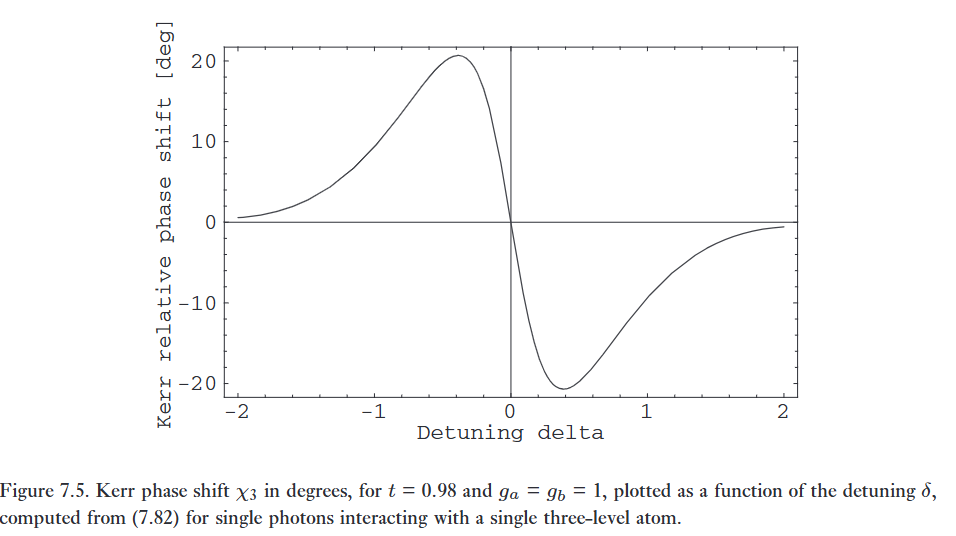 Kerr relative phase shift [deg]
20
10
0
-10
-20
-2 -1 0 1 2
Detuning delta
Figure 7.5. Kerr phase shift χ3 in degrees, for t = 0.98 and ga = gb = 1, plotted as a function of the detuning δ,
computed from (7.82) for single photons interacting with a single three-level atom.